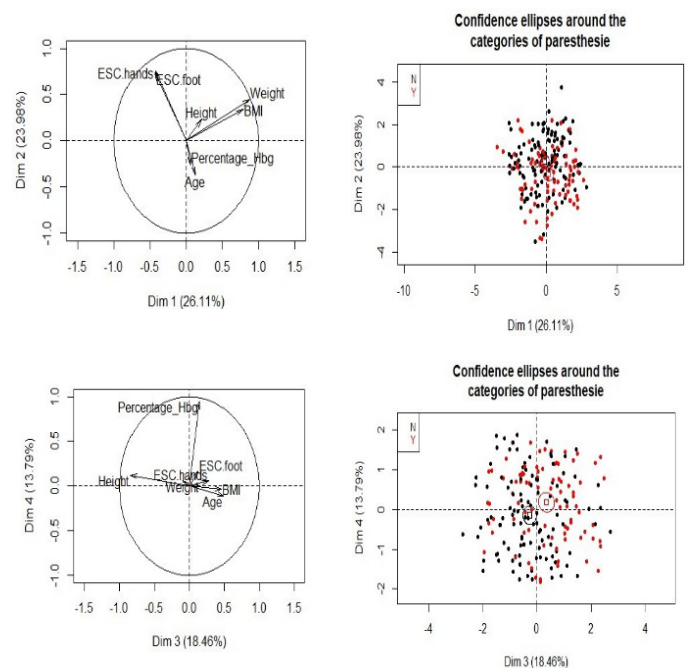 ESC.hands
ESC.foot
Weight
BMI
Height
Percentage_Hbg
Age
1.0
0.5
0.0
-0.5
-1.0
Dim 2 (23.98%)
-1.5 -1.0 -0.5 0.0 0.5 1.0 1.5
Dim 1 (26.11%)
Confidence ellipses around the
categories of paresthesie
N
Y
4
2
0
-2
-4
Dim 2 (23.98%)
-10 -5 0 5
Dim 1 (26.11%)
Percentage_Hbg
ESC.foot
ESC.hands
Height
Weight
BMI
Age
1.0
0.5
0.0
-0.5
-1.0
Dim 4 (13.79%)
-1.5 -1.0 -0.5 0.0 0.5 1.0 1.5
Dim 3 (18.46%)
Confidence ellipses around the
categories of paresthesie
N
Y
2
1
0
-1
-2
Dim 4 (13.79%)
-4 -2 0 2 4
Dim 3 (18.46%)